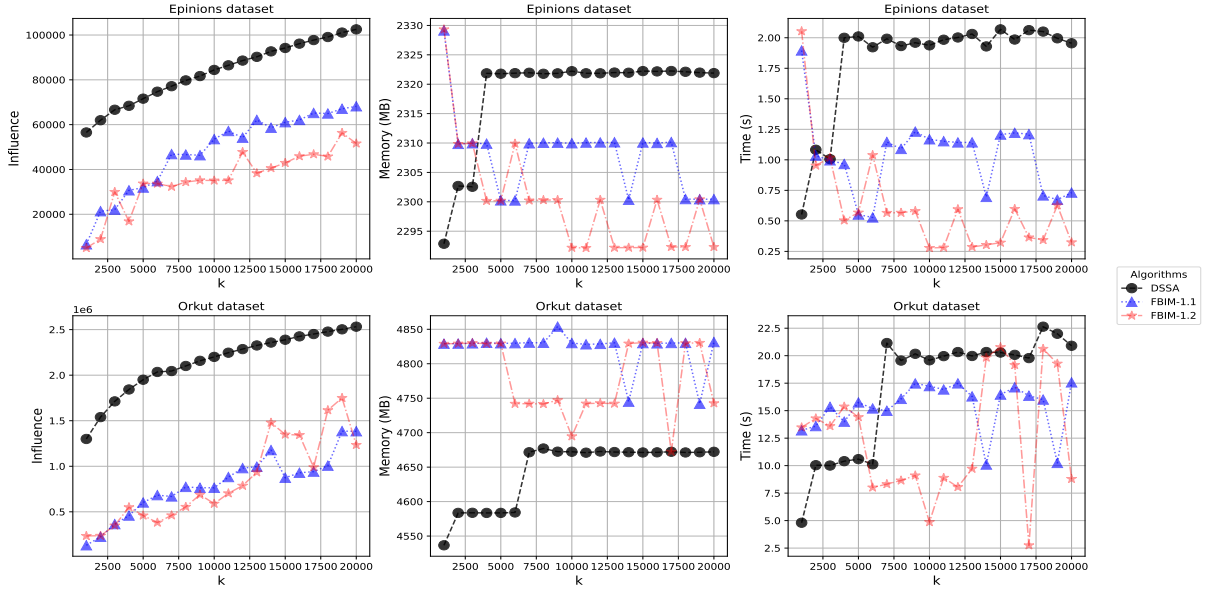 Epinions dataset
Influence
100000
80000
60000
40000
20000
2500 5000 7500 10000 12500 15000 17500 20000
k
Epinions dataset
Memory (MB)
2330
2320
2310
2300
2295
2500 5000 7500 10000 12500 15000 17500 20000
k
Epinions dataset
Time (s)
2.00
1.75
1.50
1.25
1.00
0.75
0.50
0.25
2500 5000 7500 10000 12500 15000 17500 20000
k
Algorithms
DSSA
FBIM-1.1
FBIM-1.2
Orkut dataset
1e6
Influence
2.5
2.0
1.5
1.0
0.5
2500 5000 7500 10000 12500 15000 17500 20000
k
Orkut dataset
Memory (MB)
4850
4800
4750
4700
4650
4600
4550
2500 5000 7500 10000 12500 15000 17500 20000
k
Orkut dataset
Time (s)
22.5
20.0
17.5
15.0
12.5
10.0
7.5
5.0
2.5
2500 5000 7500 10000 12500 15000 17500 20000
k